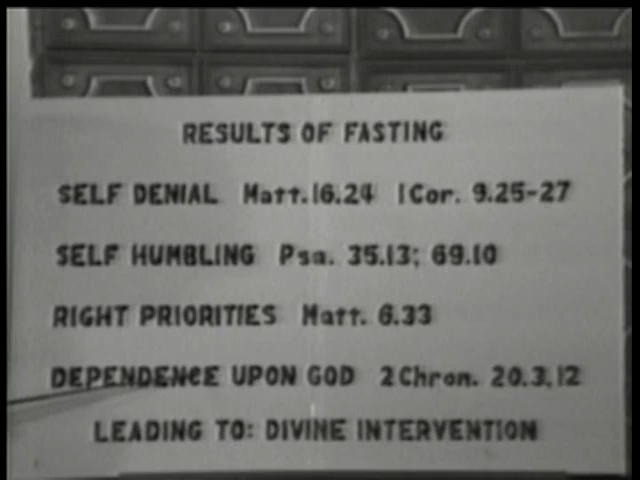 RESULTS OF FASTING
SELF DENIAL Matt. 16.24 1 Cor. 9.25-27
SELF HUMBLING Psa. 35.13; 69.10
RIGHT PRIORITIES Matt. 6.33
DEPENDENCE UPON GOD 2 Chron. 20.3,12
LEADING TO: DIVINE INTERVENTION